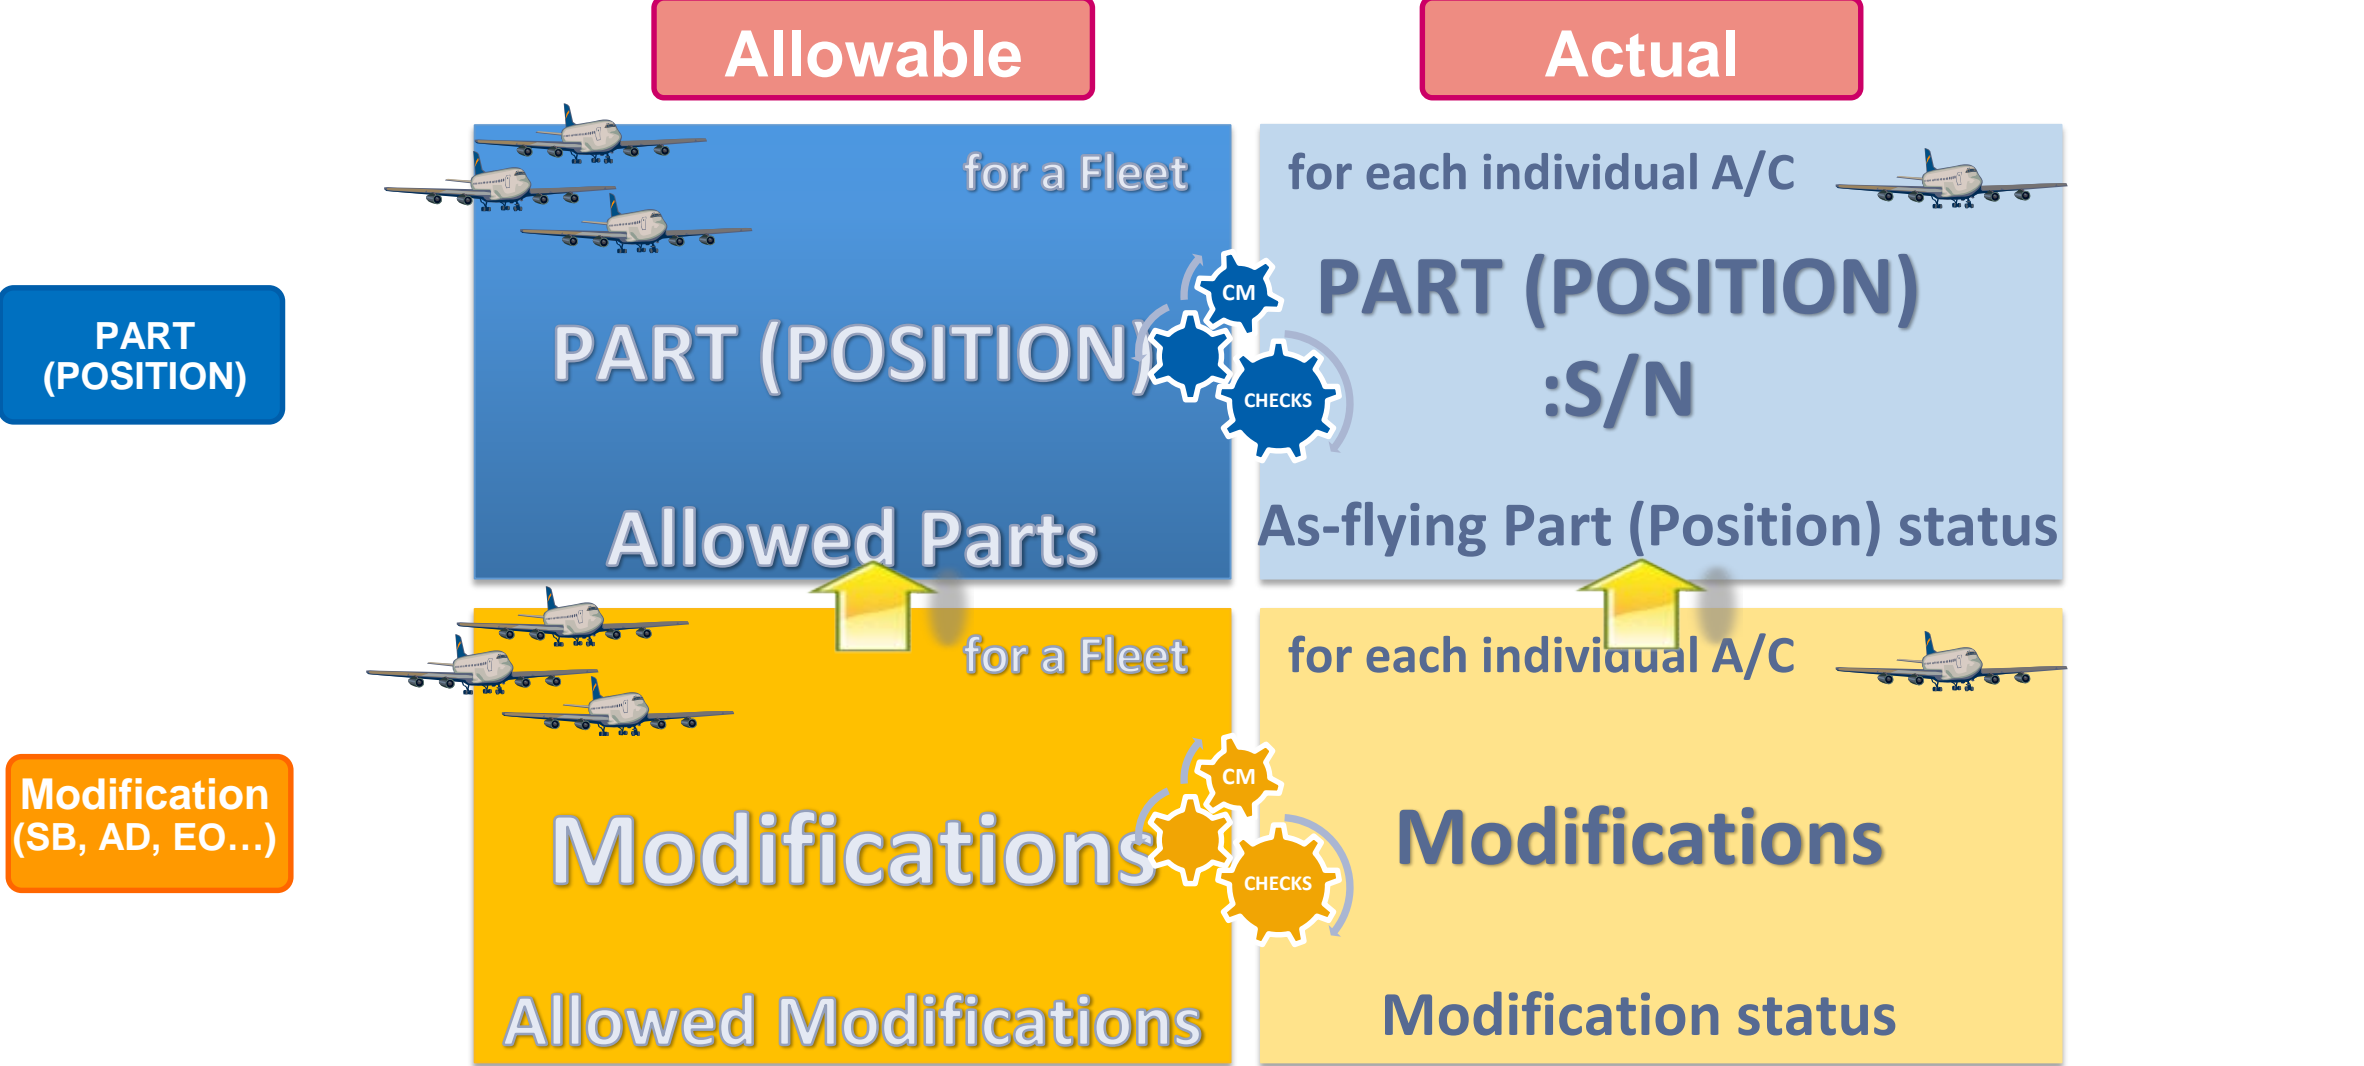 Allowable
Actual
PART
(POSITION)
for a Fleet
PART (POSITION)
Allowed Parts
CM
CHECKS
for each individual A/C
PART (POSITION)
:S/N
As-flying Part (Position) status
Modification
(SB, AD, EO…)
for a Fleet
Modifications
Allowed Modifications
CM
CHECKS
for each individual A/C
Modifications
Modification status